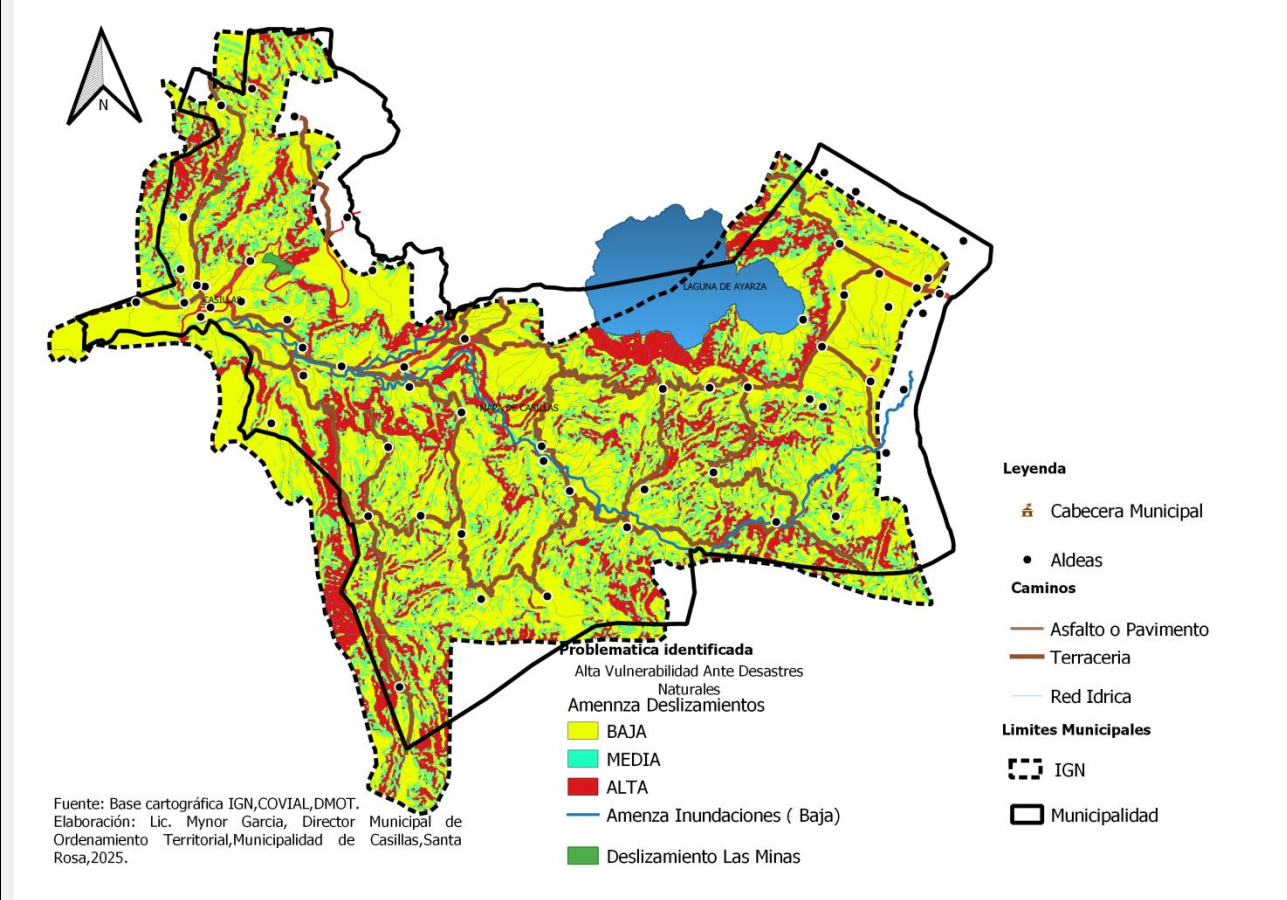 N
CASILLAS
LAGUNA DE AYARZA
MAPA DE CASILLAS
Leyenda
Cabecera Municipal
Aldeas
Caminos
Asfalto o Pavimento
Terraceria
Red Idrica
Limites Municipales
IGN
Municipalidad
Problematica identificada
Alta Vulnerabilidad Ante Desastres
Naturales
Amennza Deslizamientos
BAJA
MEDIA
ALTA
Amenza Inundaciones ( Baja)
Deslizamiento Las Minas
Fuente: Base cartográfica IGN,COVIAL,DMOT.
Elaboración: Lic. Mynor Garcia, Director Municipal de
Ordenamiento Territorial,Municipalidad de Casillas,Santa
Rosa,2025.